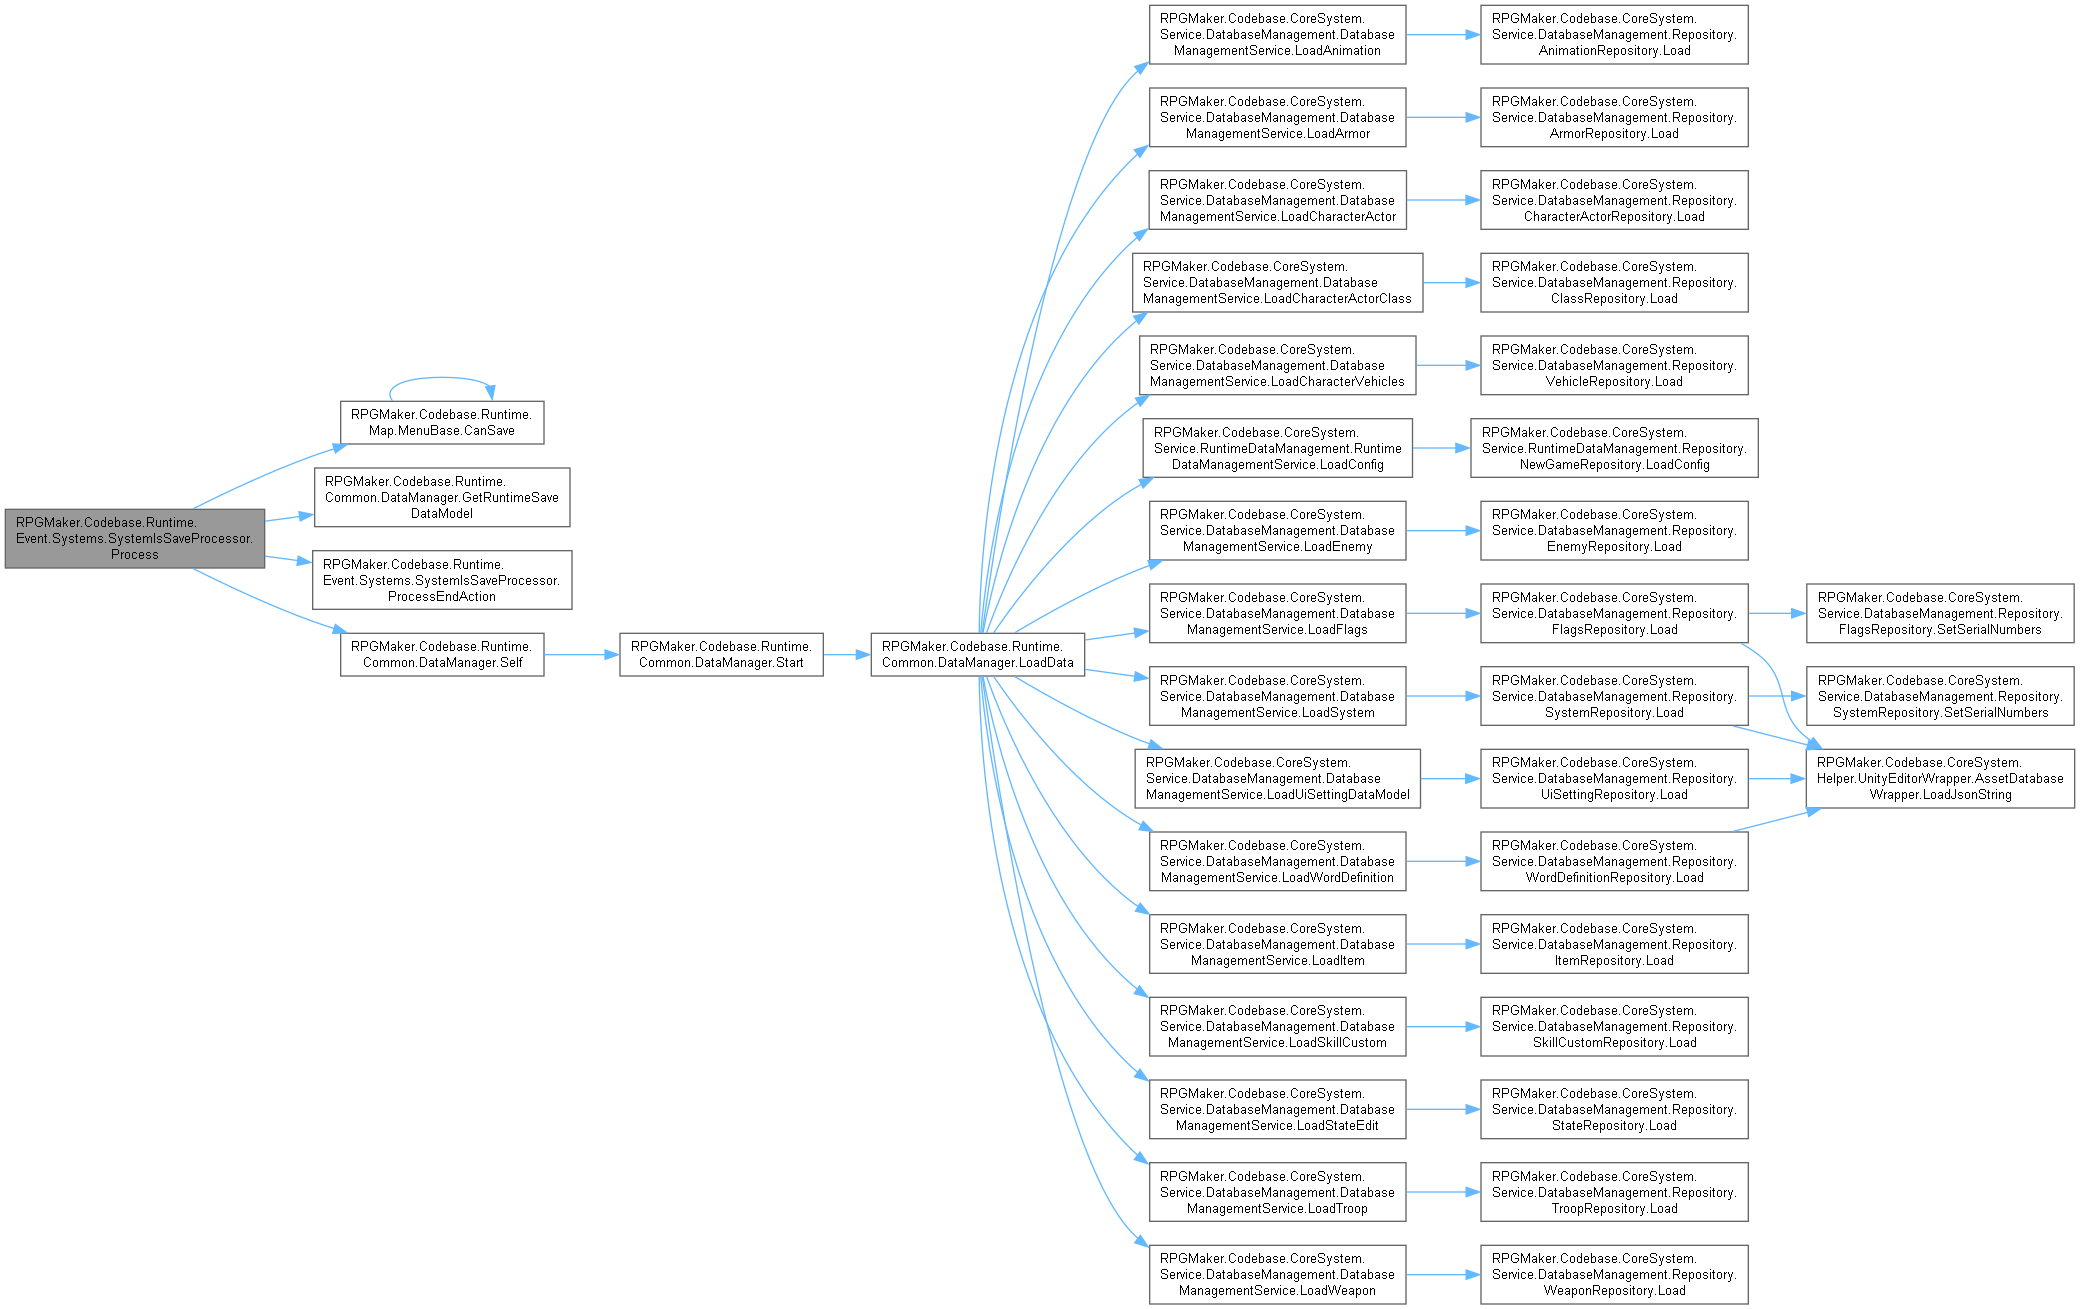 RPGMaker.Codebase.Runtime.
Event.Systems.SystemIsSaveProcessor.
Process
RPGMaker.Codebase.Runtime.
Map.MenuBase.CanSave
RPGMaker.Codebase.Runtime.
Common.DataManager.GetRuntimeSave
DataModel
RPGMaker.Codebase.Runtime.
Event.Systems.SystemIsSaveProcessor.
ProcessEndAction
RPGMaker.Codebase.Runtime.
Common.DataManager.Self
RPGMaker.Codebase.Runtime.
Common.DataManager.Start
RPGMaker.Codebase.Runtime.
Common.DataManager.LoadData
RPGMaker.Codebase.CoreSystem.
Service.DatabaseManagement.Database
ManagementService.LoadAnimation
RPGMaker.Codebase.CoreSystem.
Service.DatabaseManagement.Repository.
AnimationRepository.Load
RPGMaker.Codebase.CoreSystem.
Service.DatabaseManagement.Database
ManagementService.LoadArmor
RPGMaker.Codebase.CoreSystem.
Service.DatabaseManagement.Repository.
ArmorRepository.Load
RPGMaker.Codebase.CoreSystem.
Service.DatabaseManagement.Database
ManagementService.LoadCharacterActor
RPGMaker.Codebase.CoreSystem.
Service.DatabaseManagement.Repository.
CharacterActorRepository.Load
RPGMaker.Codebase.CoreSystem.
Service.DatabaseManagement.Database
ManagementService.LoadCharacterActorClass
RPGMaker.Codebase.CoreSystem.
Service.DatabaseManagement.Repository.
ClassRepository.Load
RPGMaker.Codebase.CoreSystem.
Service.DatabaseManagement.Database
ManagementService.LoadCharacterVehicles
RPGMaker.Codebase.CoreSystem.
Service.DatabaseManagement.Repository.
VehicleRepository.Load
RPGMaker.Codebase.CoreSystem.
Service.RuntimeDataManagement.Runtime
DataManagementService.LoadConfig
RPGMaker.Codebase.CoreSystem.
Service.RuntimeDataManagement.Repository.
NewGameRepository.LoadConfig
RPGMaker.Codebase.CoreSystem.
Service.DatabaseManagement.Database
ManagementService.LoadEnemy
RPGMaker.Codebase.CoreSystem.
Service.DatabaseManagement.Repository.
EnemyRepository.Load
RPGMaker.Codebase.CoreSystem.
Service.DatabaseManagement.Database
ManagementService.LoadFlags
RPGMaker.Codebase.CoreSystem.
Service.DatabaseManagement.Repository.
FlagsRepository.Load
RPGMaker.Codebase.CoreSystem.
Service.DatabaseManagement.Repository.
FlagsRepository.SetSerialNumbers
RPGMaker.Codebase.CoreSystem.
Service.DatabaseManagement.Database
ManagementService.LoadSystem
RPGMaker.Codebase.CoreSystem.
Service.DatabaseManagement.Repository.
SystemRepository.Load
RPGMaker.Codebase.CoreSystem.
Service.DatabaseManagement.Repository.
SystemRepository.SetSerialNumbers
RPGMaker.Codebase.CoreSystem.
Service.DatabaseManagement.Database
ManagementService.LoadUiSettingDataModel
RPGMaker.Codebase.CoreSystem.
Service.DatabaseManagement.Repository.
UiSettingRepository.Load
RPGMaker.Codebase.CoreSystem.
Helper.UnityEditorWrapper.AssetDatabase
Wrapper.LoadJsonString
RPGMaker.Codebase.CoreSystem.
Service.DatabaseManagement.Database
ManagementService.LoadWordDefinition
RPGMaker.Codebase.CoreSystem.
Service.DatabaseManagement.Repository.
WordDefinitionRepository.Load
RPGMaker.Codebase.CoreSystem.
Service.DatabaseManagement.Database
ManagementService.LoadItem
RPGMaker.Codebase.CoreSystem.
Service.DatabaseManagement.Repository.
ItemRepository.Load
RPGMaker.Codebase.CoreSystem.
Service.DatabaseManagement.Database
ManagementService.LoadSkillCustom
RPGMaker.Codebase.CoreSystem.
Service.DatabaseManagement.Repository.
SkillCustomRepository.Load
RPGMaker.Codebase.CoreSystem.
Service.DatabaseManagement.Database
ManagementService.LoadStateEdit
RPGMaker.Codebase.CoreSystem.
Service.DatabaseManagement.Repository.
StateRepository.Load
RPGMaker.Codebase.CoreSystem.
Service.DatabaseManagement.Database
ManagementService.LoadTroop
RPGMaker.Codebase.CoreSystem.
Service.DatabaseManagement.Repository.
TroopRepository.Load
RPGMaker.Codebase.CoreSystem.
Service.DatabaseManagement.Database
ManagementService.LoadWeapon
RPGMaker.Codebase.CoreSystem.
Service.DatabaseManagement.Repository.
WeaponRepository.Load